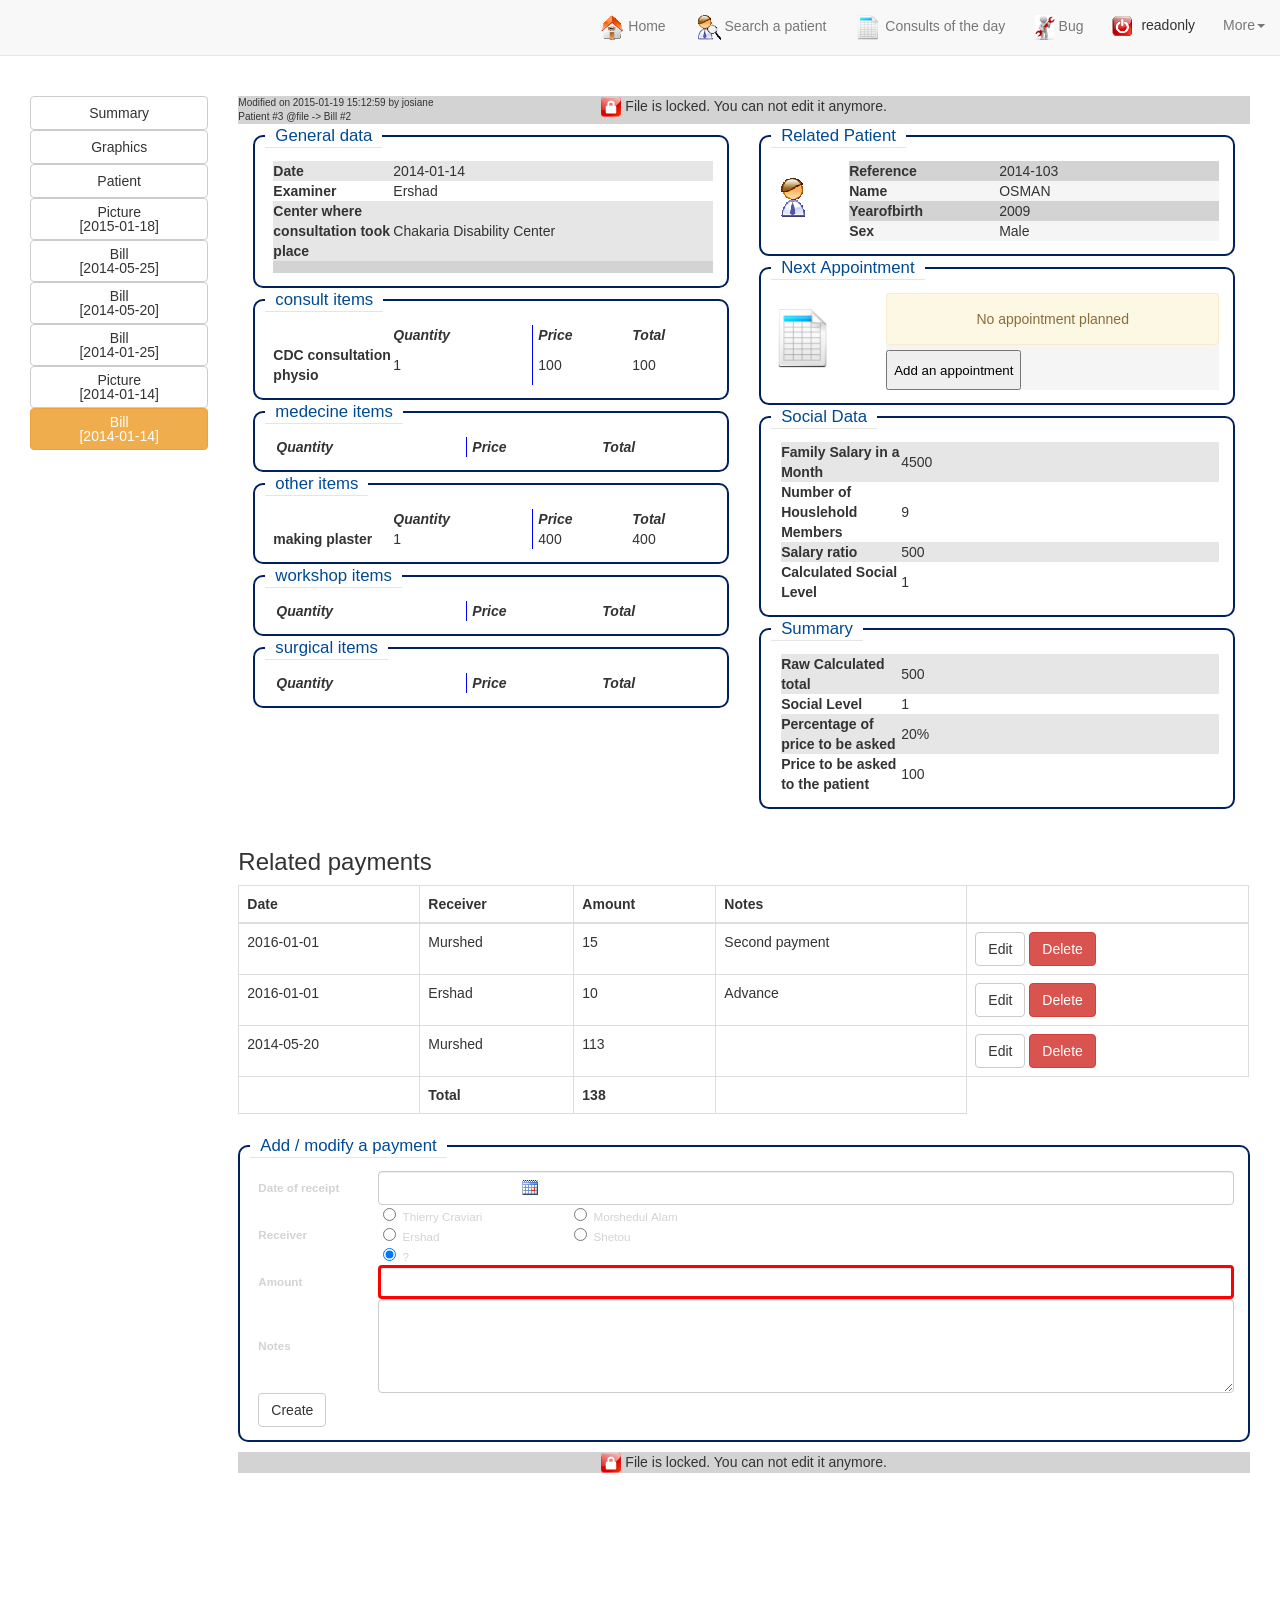 Home Search a patient Consults of the day Bug readonly More
Summary
Graphics
Patient
Picture
[2015-01-18]
Bill
[2014-05-25]
Bill
[2014-05-20]
Bill
[2014-01-25]
Picture
[2014-01-14]
Bill
[2014-01-14]
Modified on 2015-01-19 15:12:59 by josiane
Patient #3 @file -> Bill #2
File is locked. You can not edit it anymore.
General data
Date 2014-01-14
Examiner Ershad
Center where
consultation took Chakaria Disability Center
place
consult items
Quantity Price Total
CDC consultation
physio 1 100 100
medecine items
Quantity Price Total
other items
Quantity Price Total
making plaster 1 400 400
workshop items
Quantity Price Total
surgical items
Quantity Price Total
Related Patient
Reference 2014-103
Name OSMAN
Yearofbirth 2009
Sex Male
Next Appointment
No appointment planned
Add an appointment
Social Data
Family Salary in a
Month 4500
Number of
Houslehold 9
Members
Salary ratio 500
Calculated Social
Level 1
Summary
Raw Calculated
total 500
Social Level 1
Percentage of
price to be asked 20%
Price to be asked
to the patient 100
Related payments
Date Receiver Amount Notes
2016-01-01 Murshed 15 Second payment Edit Delete
2016-01-01 Ershad 10 Advance Edit Delete
2014-05-20 Murshed 113 Edit Delete
Total 138
Add / modify a payment
Date of receipt
Receiver
Thierry Craviari Morshedul Alam
Ershad Shetou
?
Amount
Notes
Create
File is locked. You can not edit it anymore.